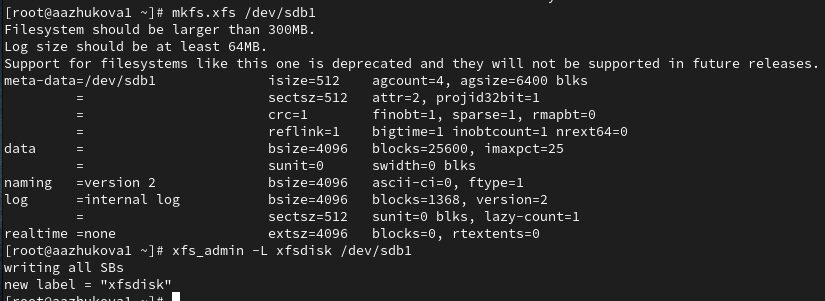 [root@aazhukova1 ~]# mkfs.xfs /dev/sdb1
Filesystem should be larger than 300MB.
Log size should be at least 64MB.
Support for filesystems like this one is deprecated and they will not be supported in future releases.
meta-data=/dev/sdb1              isize=512    agcount=4, agsize=6400 blks
         =                       sectsz=512   attr=2, projid32bit=1
         =                       crc=1        finobt=1, sparse=1, rmapbt=0
         =                       reflink=1    bigtime=1 inobtcount=1 nrext64=0
data     =                       bsize=4096   blocks=25600, imaxpct=25
         =                       sunit=0      swidth=0 blks
naming   =version 2              bsize=4096   ascii-ci=0, ftype=1
log      =internal log           bsize=4096   blocks=1368, version=2
         =                       sectsz=512   sunit=0 blks, lazy-count=1
realtime =none                   extsz=4096   blocks=0, rtextents=0
[root@aazhukova1 ~]# xfs_admin -L xfsdisk /dev/sdb1
writing all SBs
new label = "xfsdisk"
[root@aazhukova1 ~]#